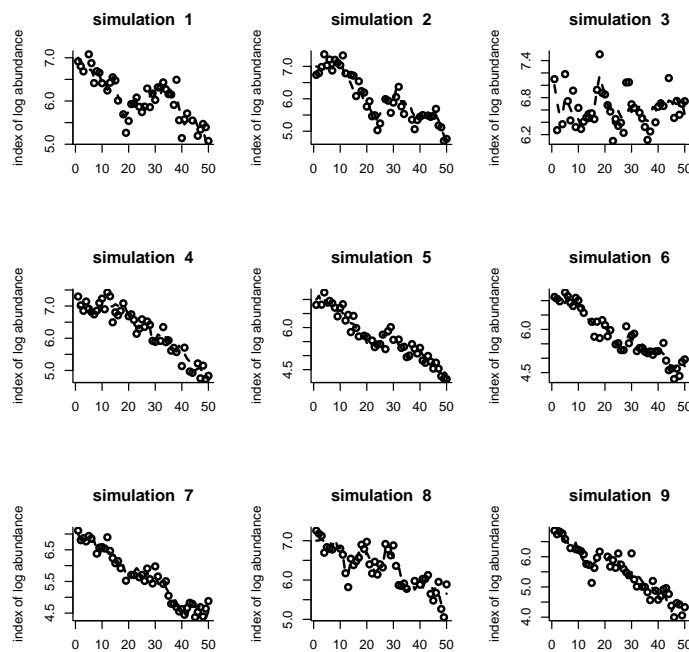 simulation 1
simulation 2
simulation 3
index of log abundance
7.0
6.0
5.0
0 10 20 30 40 50
index of log abundance
7.0
6.0
5.0
0 10 20 30 40 50
index of log abundance
7.4
6.8
6.2
0 10 20 30 40 50
simulation 4
simulation 5
simulation 6
index of log abundance
7.0
6.0
5.0
0 10 20 30 40 50
index of log abundance
6.0
4.5
0 10 20 30 40 50
index of log abundance
6.0
4.5
0 10 20 30 40 50
simulation 7
simulation 8
simulation 9
index of log abundance
6.5
5.5
4.5
0 10 20 30 40 50
index of log abundance
7.0
6.0
5.0
0 10 20 30 40 50
index of log abundance
6.0
5.0
4.0
0 10 20 30 40 50